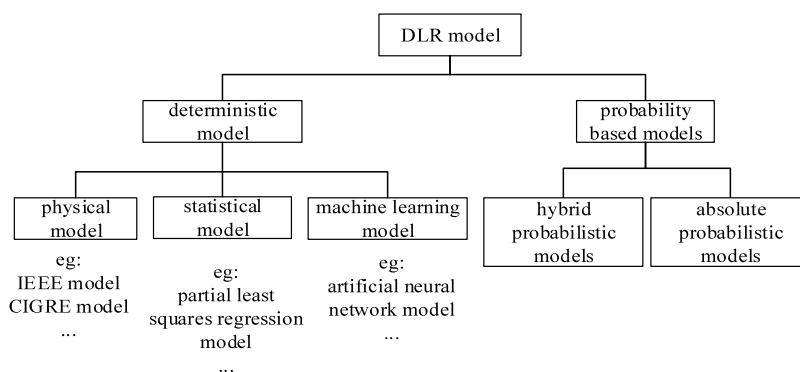 DLR model
deterministic
model
probability
based models
physical
model
statistical
model
machine learning
model
hybrid
probabilistic
models
absolute
probabilistic
models
eg:
IEEE model
CIGRE model
...
eg:
partial least
squares regression
model
...
eg:
artificial neural
network model
...